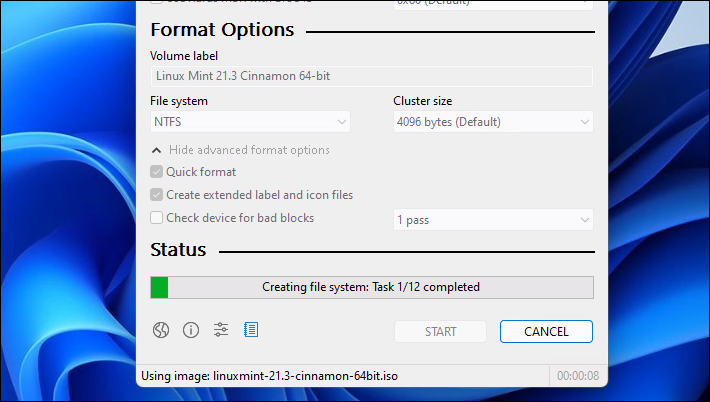 Format Options
Volume label
Linux Mint 21.3 Cinnamon 64-bit
File system Cluster size
NTFS 4096 bytes (Default)
Hide advanced format options
Quick format
Create extended label and icon files
Check device for bad blocks 1 pass
Status
Creating file system: Task 1/12 completed
START CANCEL
Using image: linuxmint-21.3-cinnamon-64bit.iso 00:00:08